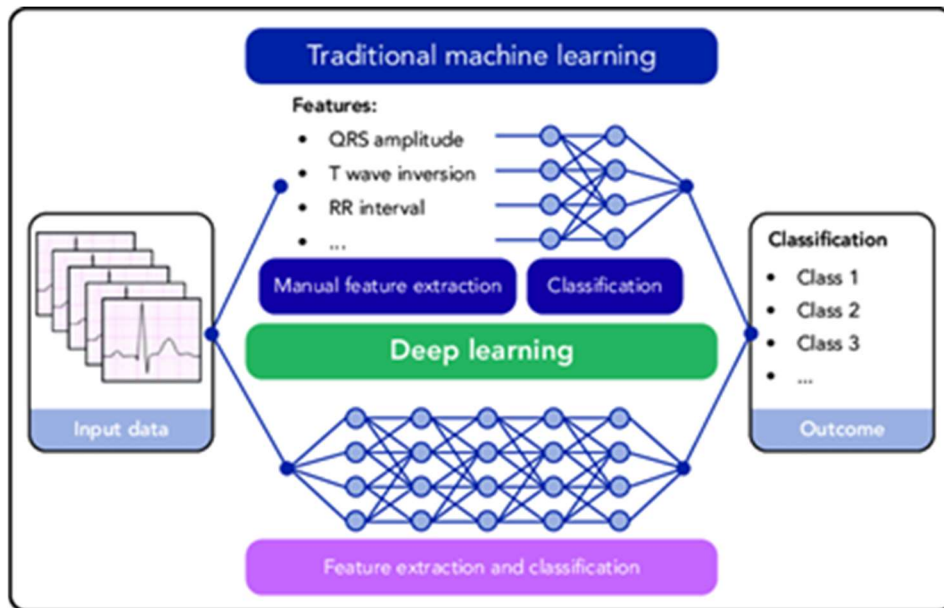 Traditional machine learning
Features:
• QRS amplitude
• T wave inversion
• RR interval
• ...
Manual feature extraction
Classification
Deep learning
Input data
Classification
• Class 1
• Class 2
• Class 3
• ...
Outcome
Feature extraction and classification